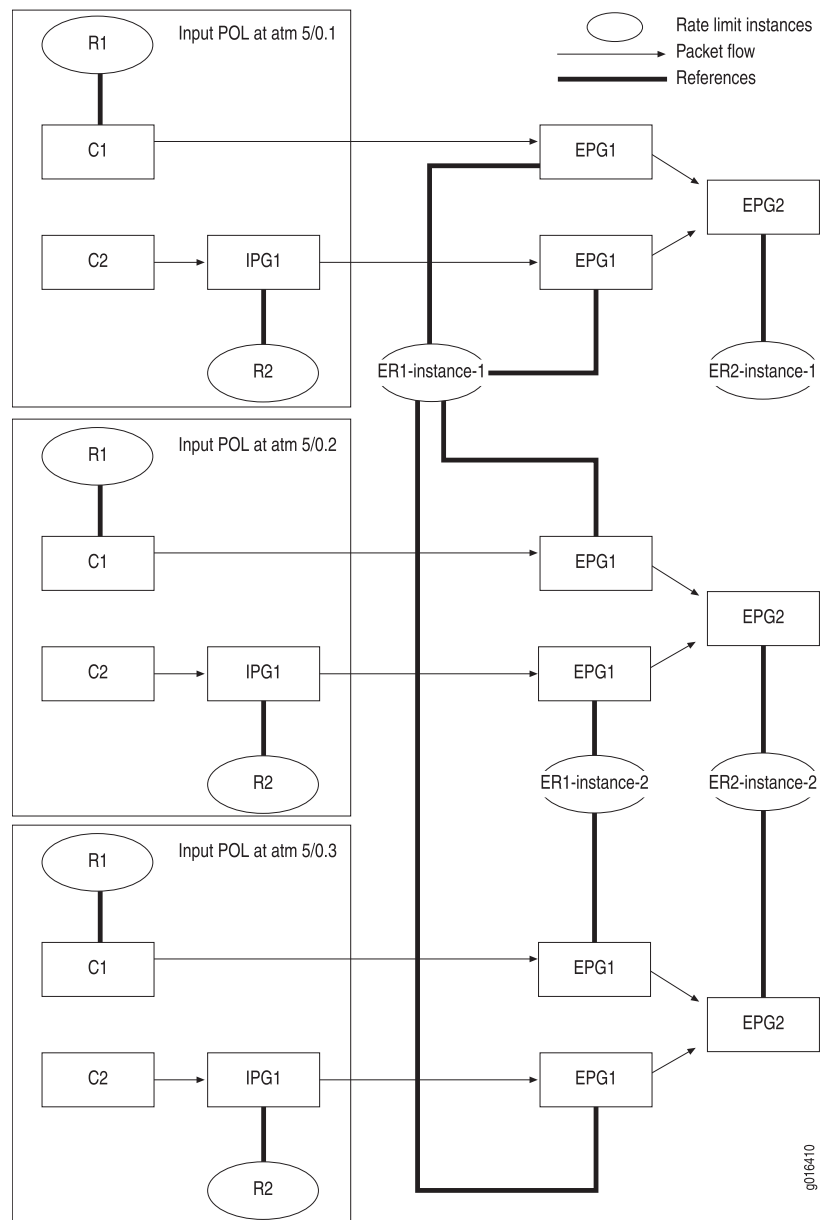 Rate limit instances
Packet flow
References
Input POL at atm 5/0.1
R1
C1
EPG1
EPG2
C2
IPG1
EPG1
R2
ER1-instance-1
ER2-instance-1
Input POL at atm 5/0.2
R1
C1
EPG1
EPG2
C2
IPG1
EPG1
R2
ER1-instance-2
ER2-instance-2
Input POL at atm 5/0.3
R1
C1
EPG1
EPG2
C2
IPG1
EPG1
R2
g016410